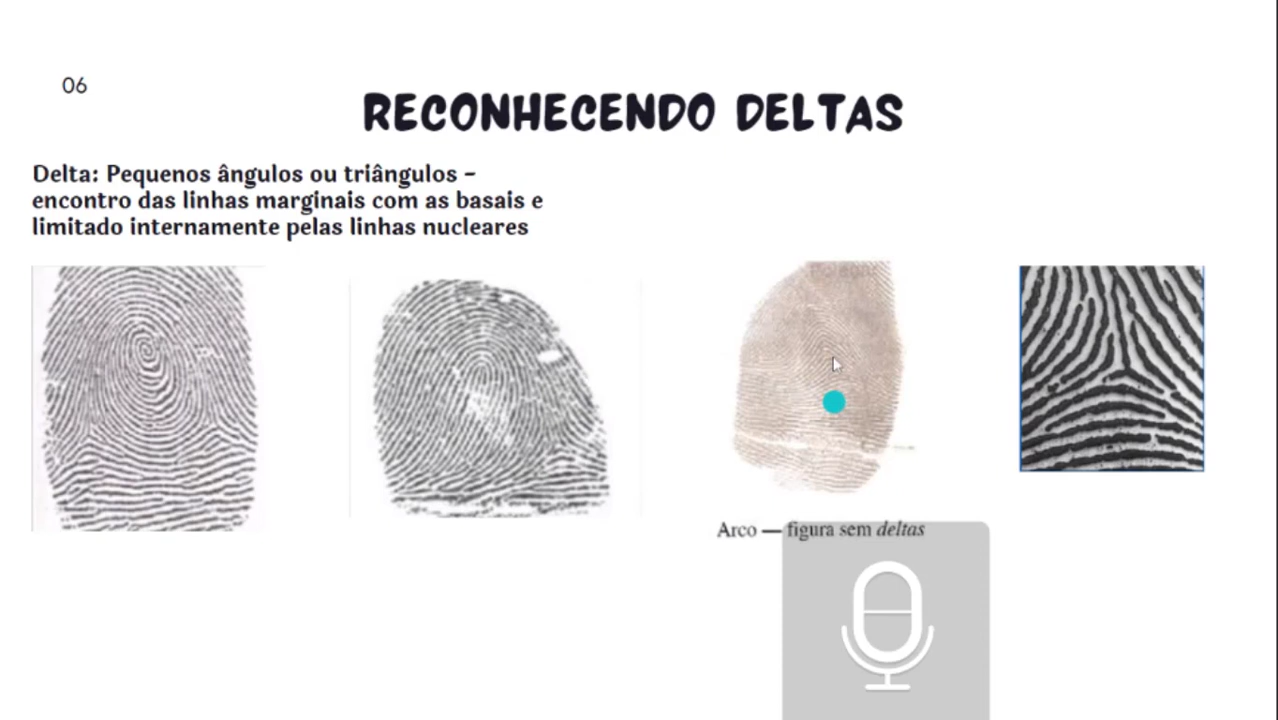 06
RECONHECENDO DELTAS
Delta: Pequenos ângulos ou triângulos –
encontro das linhas marginais com as basais e
limitado internamente pelas linhas nucleares
Arco — figura sem deltas